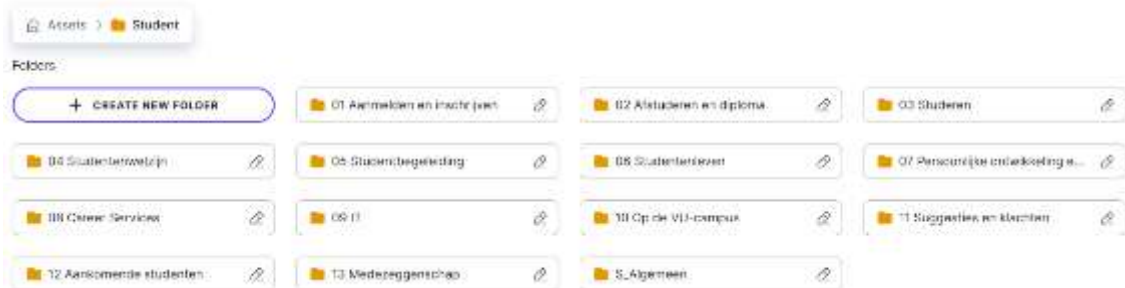 Assets > Student
Folders
+ CREATE NEW FOLDER
01 Aanmelden en inschrijven
02 Afstuderen en diploma
03 Studeren
04 Studentenwelzijn
05 Studentbegeleiding
06 Studentenleven
07 Persoonlijke ontwikkeling e...
08 Career Services
09 IT
10 Op de VU-campus
11 Suggesties en klachten
12 Aankomende studenten
13 Medezeggenschap
S_Algemeen